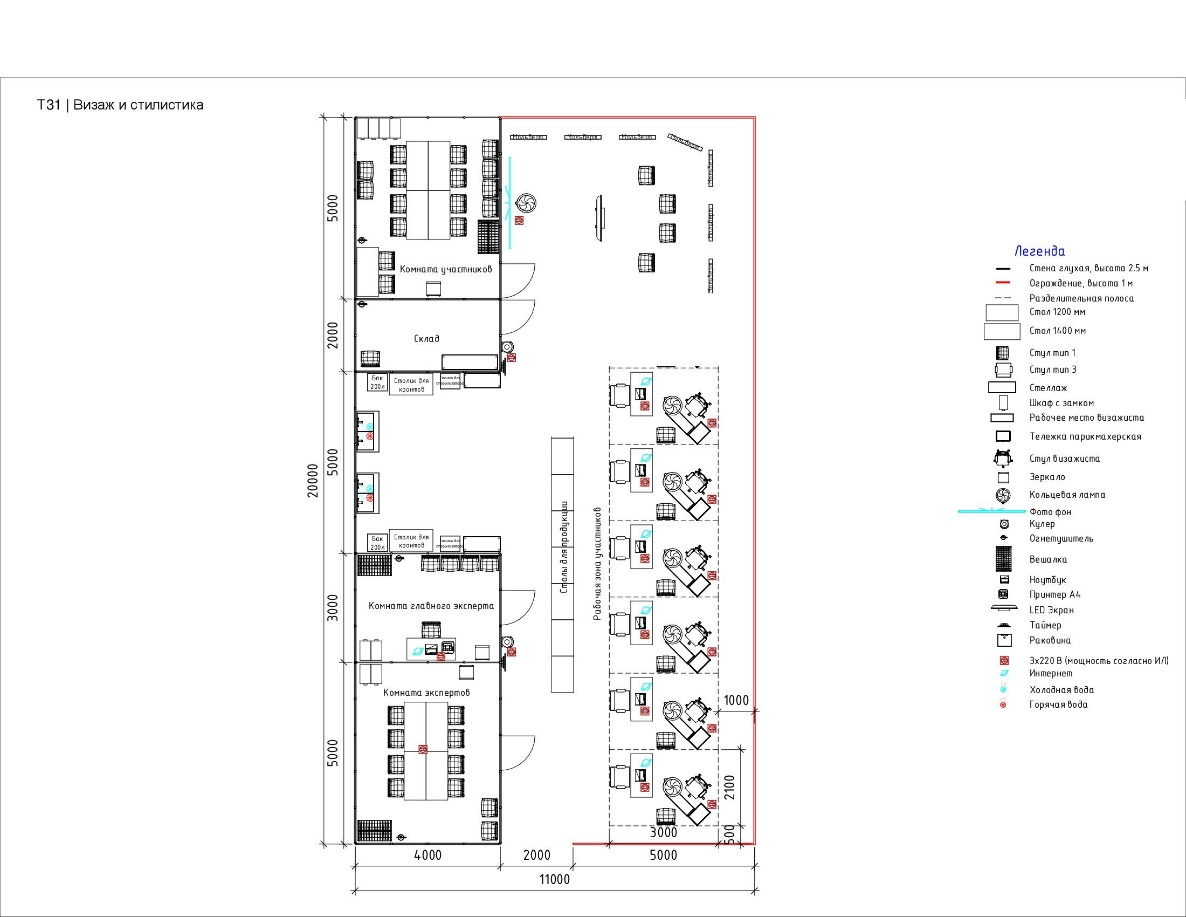 Т31 | Визаж и стилистика
5000
2000
5000
3000
5000
20000
Комната участников
Склад
Бак
200л
Столик для
контов
Бак
200л
Столик для
контов
Комната главного эксперта
Комната экспертов
Столы для продукции
Рабочая зона участников
1000
2100
3000
500
4000
2000
5000
11000
Легенда
Стена глухая, высота 2.5 м
Ограждение, высота 1 м
Разделительная полоса
Стол 1200 мм
Стол 1400 мм
Стул тип 1
Стул тип 3
Стеллаж
Шкаф с замком
Рабочее место визажиста
Тележка парикмахерская
Стул визажиста
Зеркало
Кольцевая лампа
Фото фон
Кулер
Огнетушитель
Вешалка
Ноутбук
Принтер А4
LED Экран
Таймер
Раковина
3х220 В (мощность согласно ИЛ)
Интернет
Холодная вода
Горячая вода